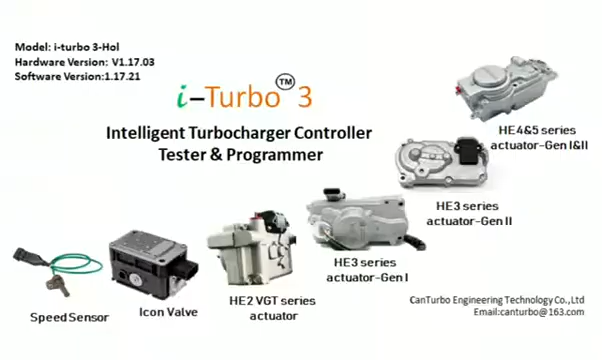 Model: i-turbo 3-Hol
Hardware Version: V1.17.03
Software Version:1.17.21
i-Turbo™ 3
Intelligent Turbocharger Controller
Tester & Programmer
HE4&5 series
actuator-Gen I&II
HE3 series
actuator-Gen II
HE3 series
actuator-Gen I
HE2 VGT series
actuator
Icon Valve
Speed Sensor
CanTurbo Engineering Technology Co.,Ltd
Email:canturbo@163.com